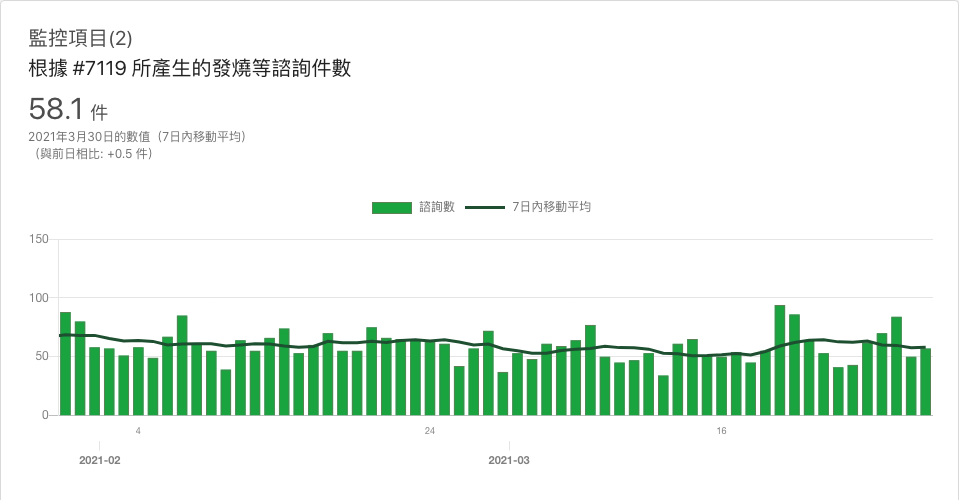 監控項目(2)
根據 #7119 所產生的發燒等諮詢件數
58.1 件
2021年3月30日的數值（7日內移動平均）
（與前日相比: +0.5 件）
諮詢數 7日內移動平均
150
100
50
0
4 24 16
2021-02 2021-03